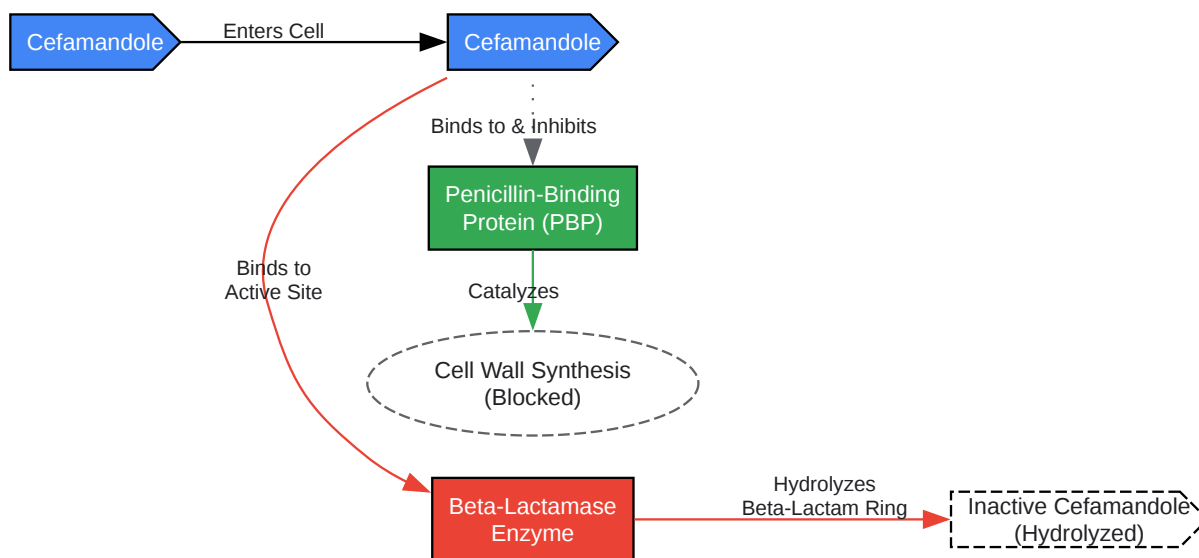 Cefamandole
Enters Cell
Cefamandole
Binds to & Inhibits
Penicillin-Binding
Protein (PBP)
Binds to
Active Site
Catalyzes
Cell Wall Synthesis
(Blocked)
Beta-Lactamase
Enzyme
Hydrolyzes
Beta-Lactam Ring
Inactive Cefamandole
(Hydrolyzed)